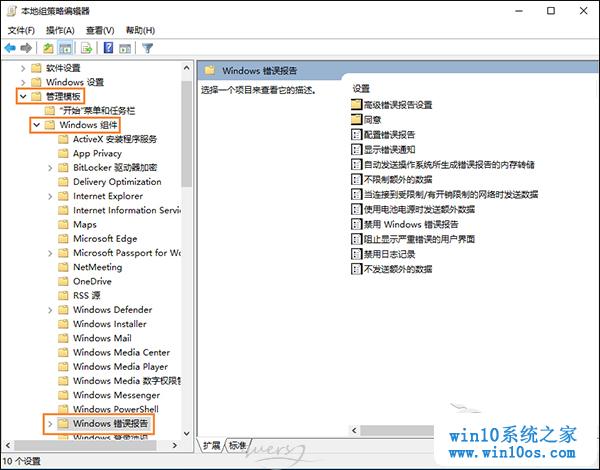 本地组策略编辑器
文件(F) 操作(A) 查看(V) 帮助(H)
软件设置
Windows 设置
管理模板
"开始"菜单和任务栏
Windows 组件
ActiveX 安装程序服务
App Privacy
BitLocker 驱动器加密
Delivery Optimization
Internet Explorer
Internet Information Servic
Maps
Microsoft Edge
Microsoft Passport for Wo
NetMeeting
OneDrive
RSS 源
Windows Defender
Windows Installer
Windows Mail
Windows Media Center
Windows Media Player
Windows Media 数字权限管
Windows Messenger
Windows PowerShell
Windows 错误报告
Windows 错误报告
选择一个项目来查看它的描述。
设置
高级错误报告设置
同意
配置错误报告
显示错误通知
自动发送操作系统所生成错误报告的内存转储
不限制额外的数据
当连接到受限制/有开销限制的网络时发送数据
使用电池电源时发送额外数据
禁用 Windows 错误报告
阻止显示严重错误的用户界面
禁用日志记录
不发送额外的数据
扩展 标准
10 个设置
win10系统之家
www.win10os.com